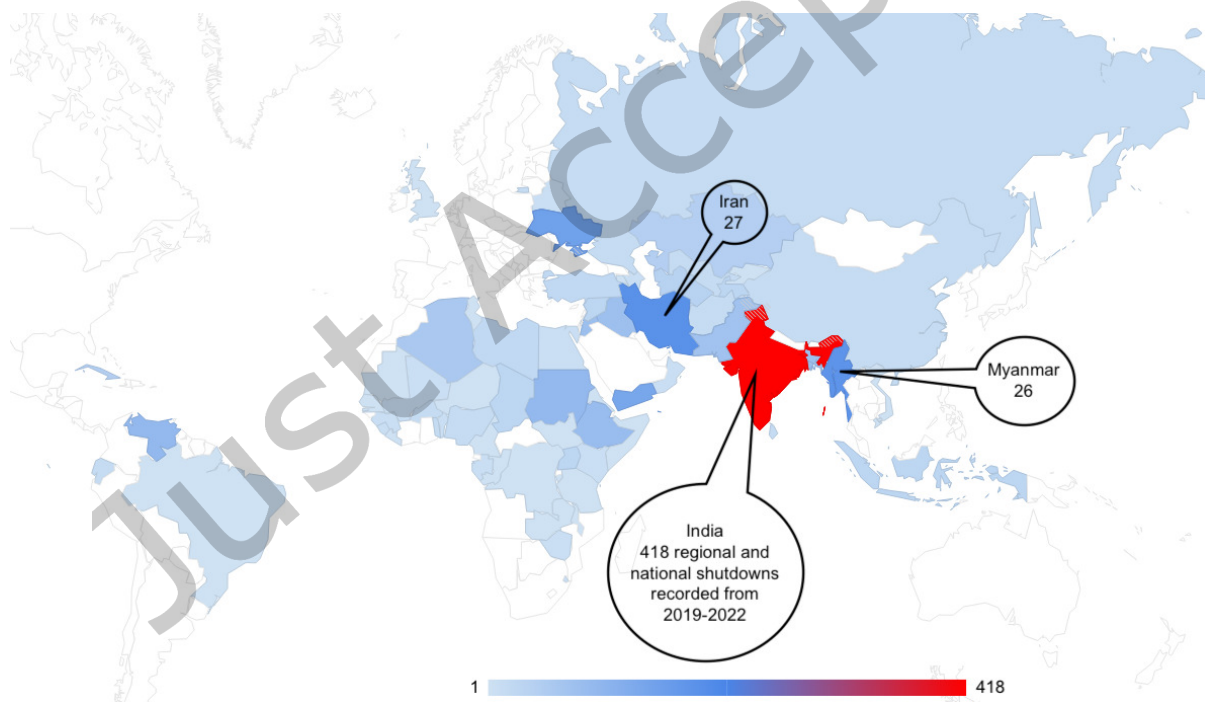 Just Accep
Iran
27
Myanmar
26
India
418 regional and
national shutdowns
recorded from
2019-2022
1
418